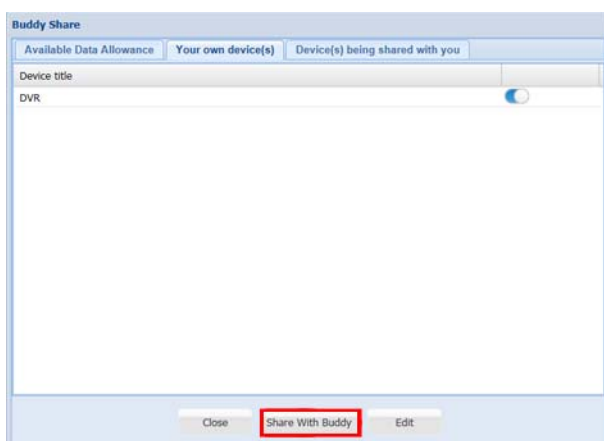 Buddy Share
Available Data Allowance Your own device(s) Device(s) being shared with you
Device title
DVR
Close Share With Buddy Edit